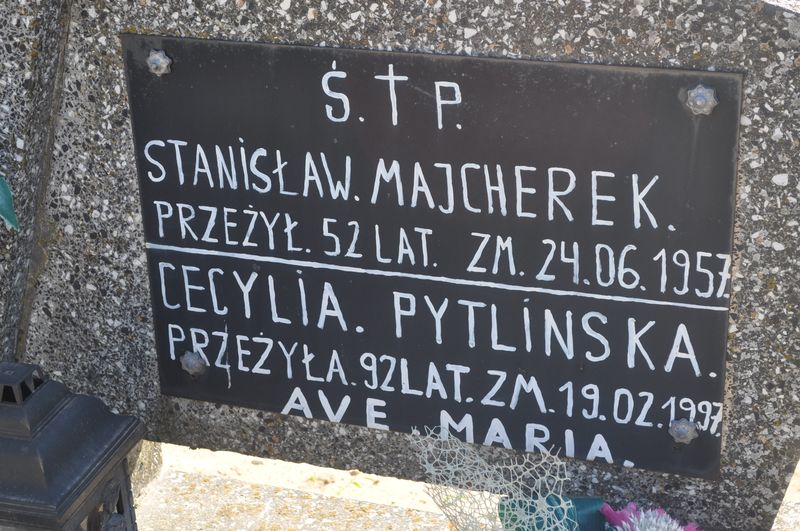 Ś. † P.
STANiSŁAW. MAJCHEREK.
PRZEŻYŁ. 52 LAT. ZM. 24.06.1957.
CECYLIA. PYTLIŃSKA.
PRZEŻYŁA. 92 LAT. ZM. 19.02.1997.
AVE MARIA.